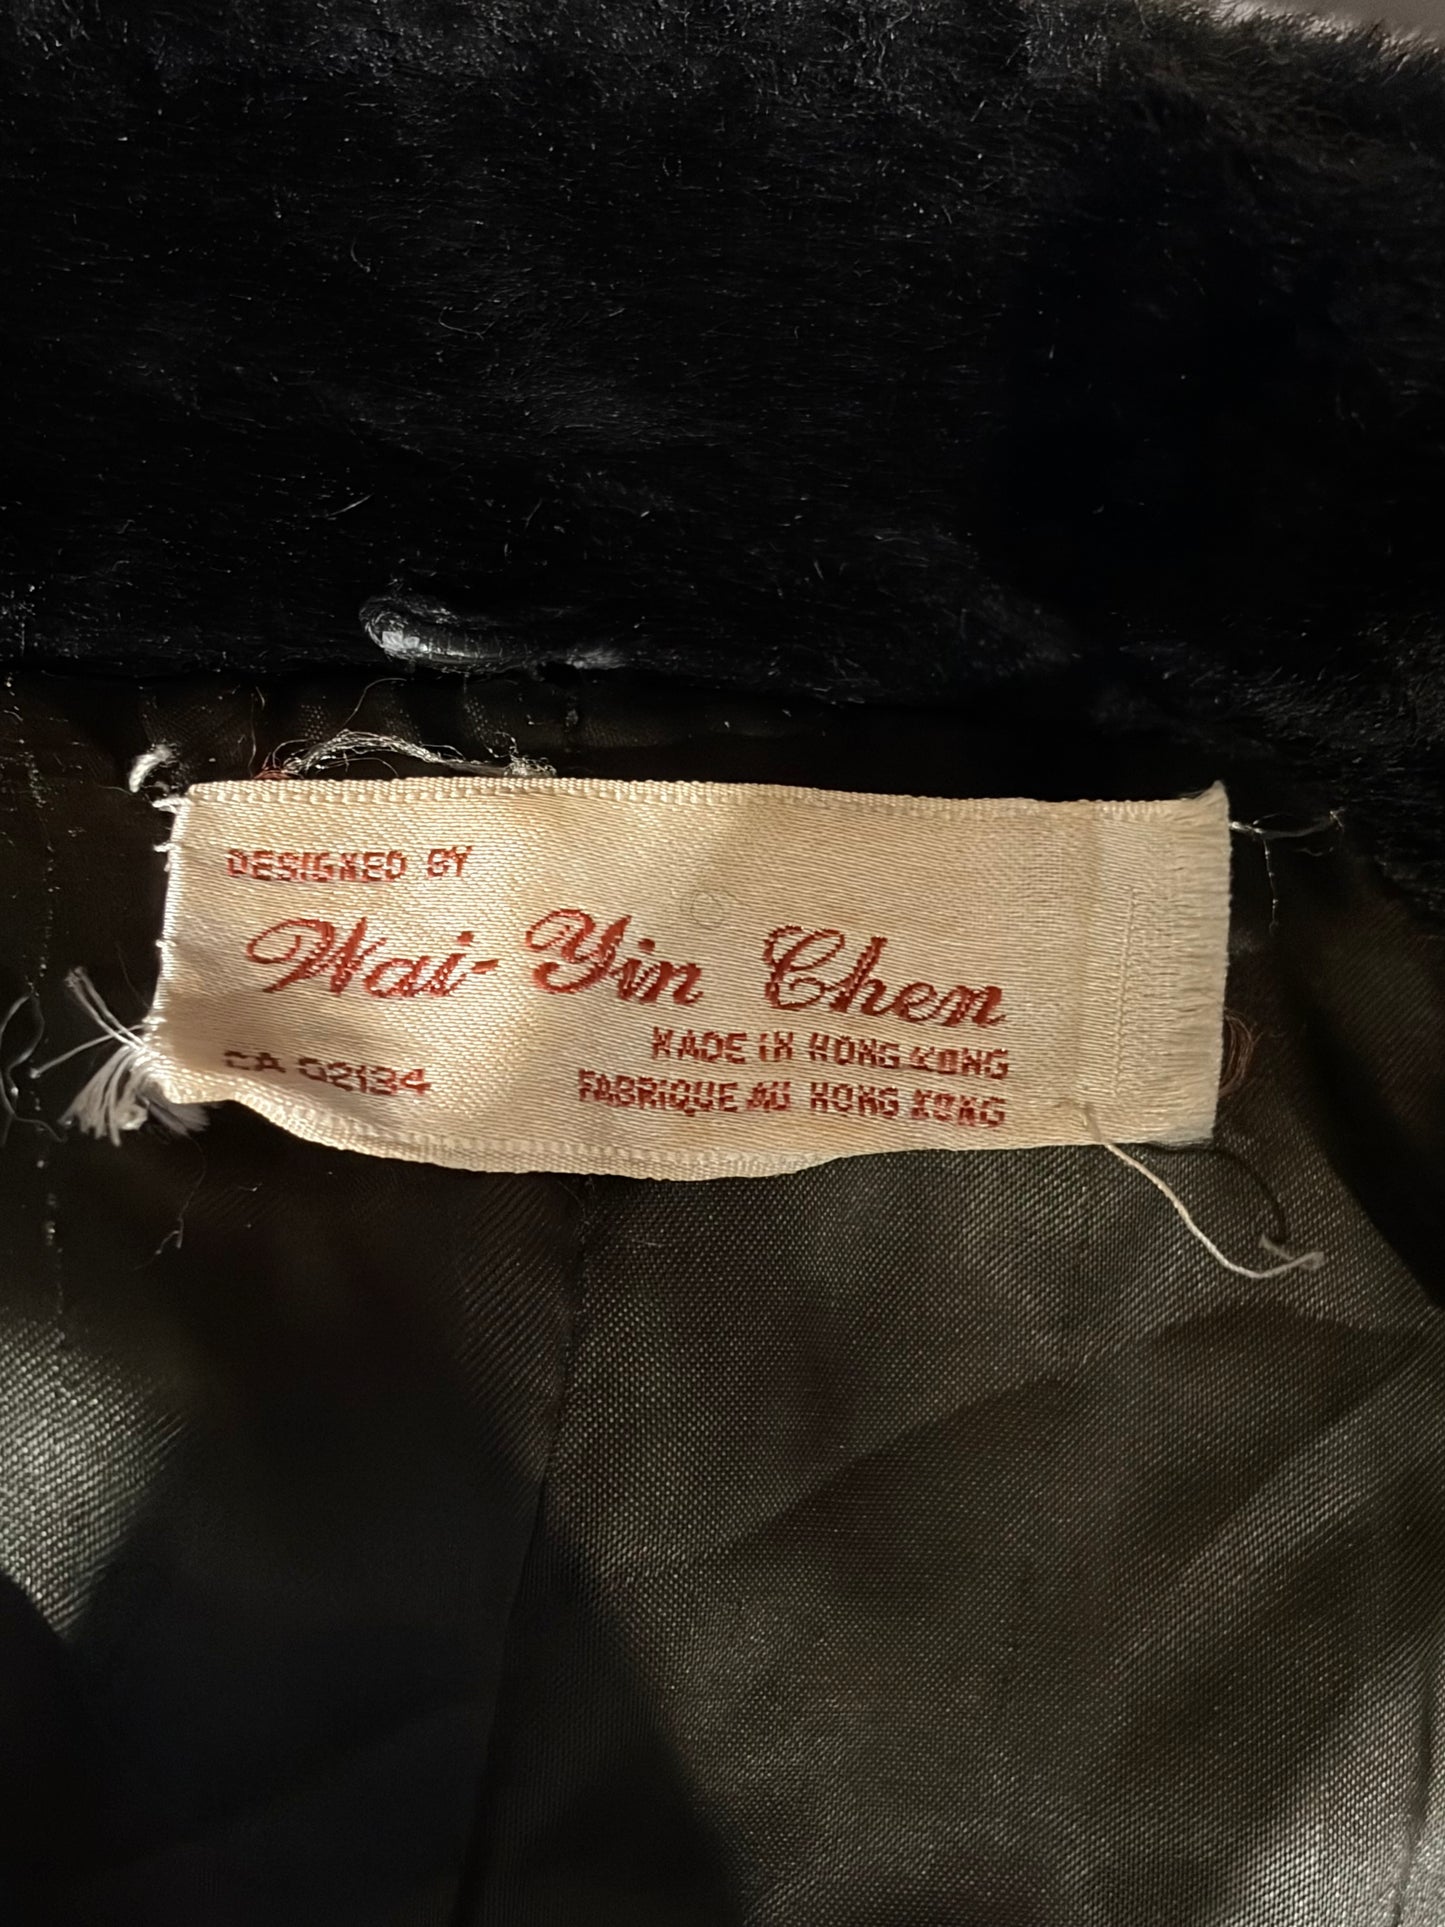 DESIGNED BY
Wai-Yin Chen
MADE IN HONG KONG
CA 02134
FABRIQUE AU HONG KONG